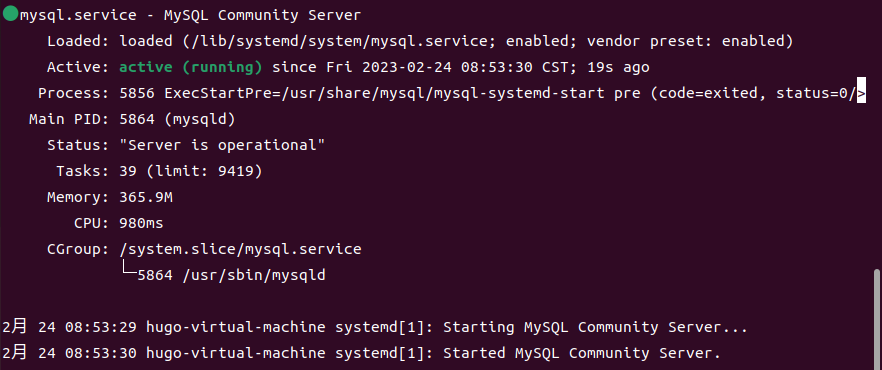 ●mysql.service - MySQL Community Server
Loaded: loaded (/lib/systemd/system/mysql.service; enabled; vendor preset: enabled)
Active: active (running) since Fri 2023-02-24 08:53:30 CST; 19s ago
Process: 5856 ExecStartPre=/usr/share/mysql/mysql-systemd-start pre (code=exited, status=0/>
Main PID: 5864 (mysqld)
Status: "Server is operational"
Tasks: 39 (limit: 9419)
Memory: 365.9M
CPU: 980ms
CGroup: /system.slice/mysql.service
└─5864 /usr/sbin/mysqld
2月 24 08:53:29 hugo-virtual-machine systemd[1]: Starting MySQL Community Server...
2月 24 08:53:30 hugo-virtual-machine systemd[1]: Started MySQL Community Server.